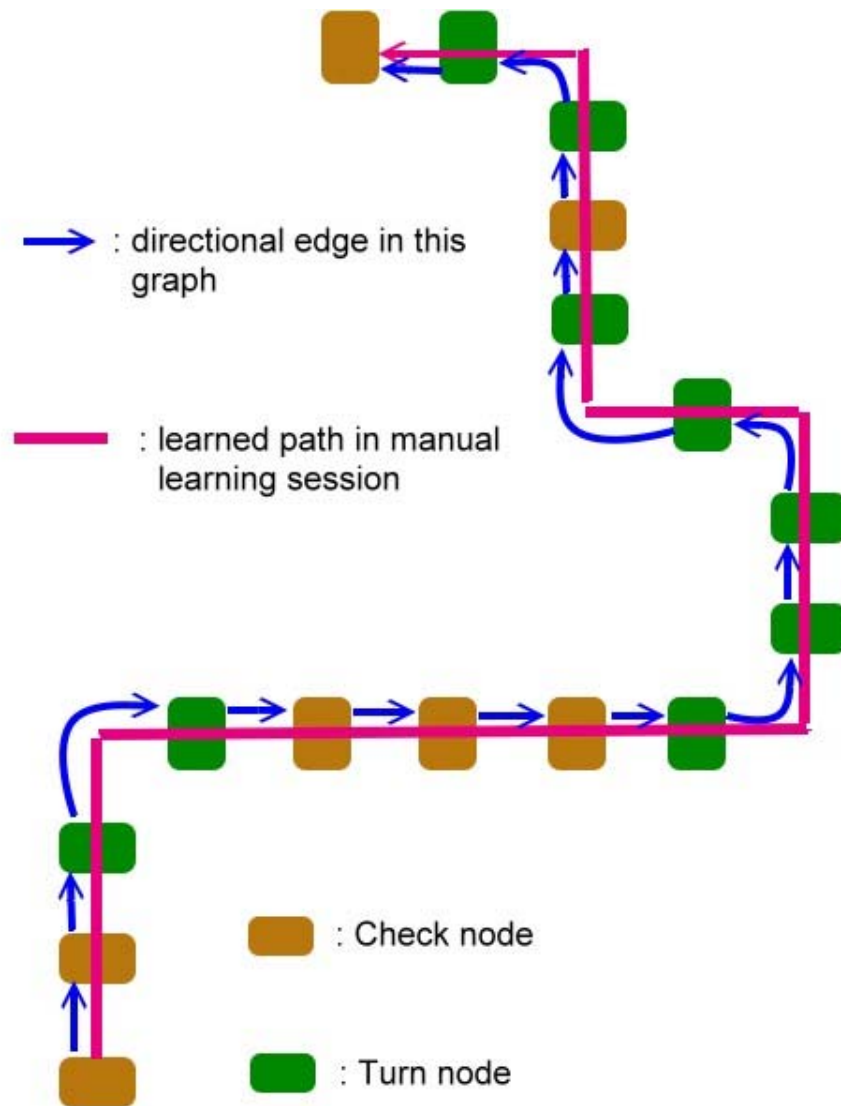 : directional edge in this
graph
: learned path in manual
learning session
: Check node
: Turn node